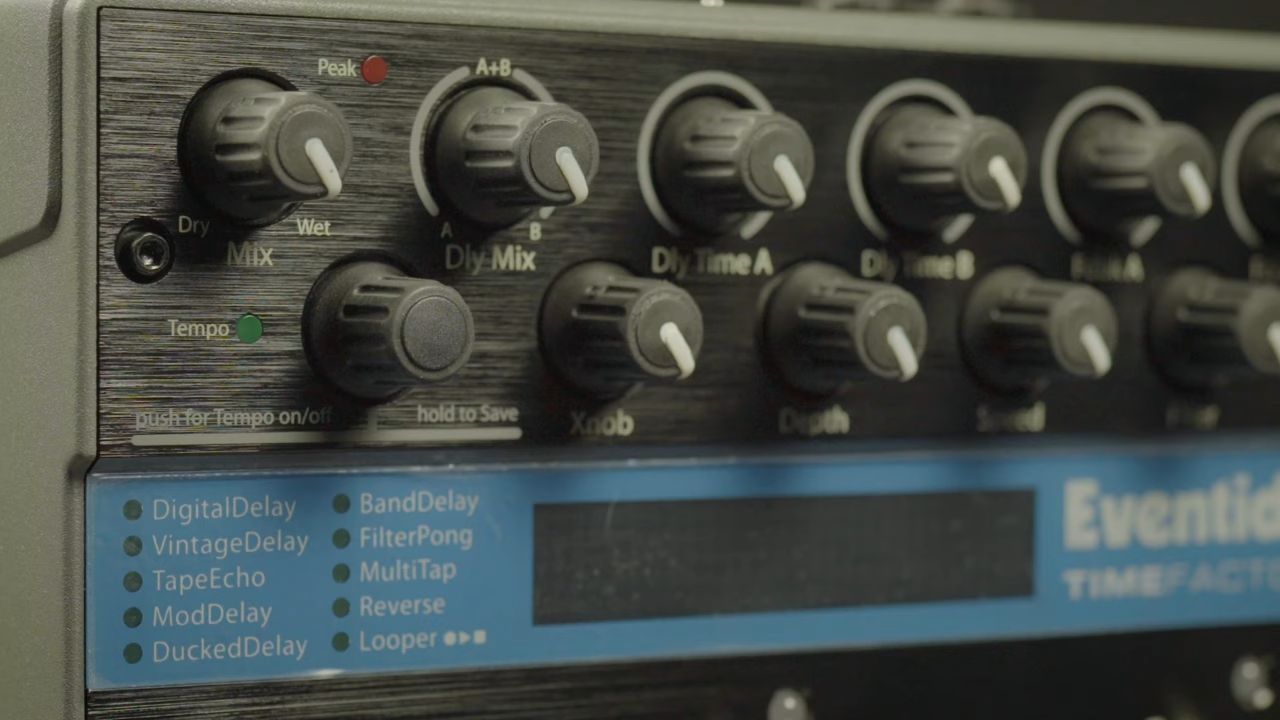 Peak
A+B
Dry
Wet
Mix
A
B
Dly Mix
Dly Time A
Dly Time B
Tempo
push for Tempo on/off
hold to Save
Xnob
Depth
Speed
DigitalDelay
VintageDelay
TapeEcho
ModDelay
DuckedDelay
BandDelay
FilterPong
MultiTap
Reverse
Looper
Eventid
TIMEFACT